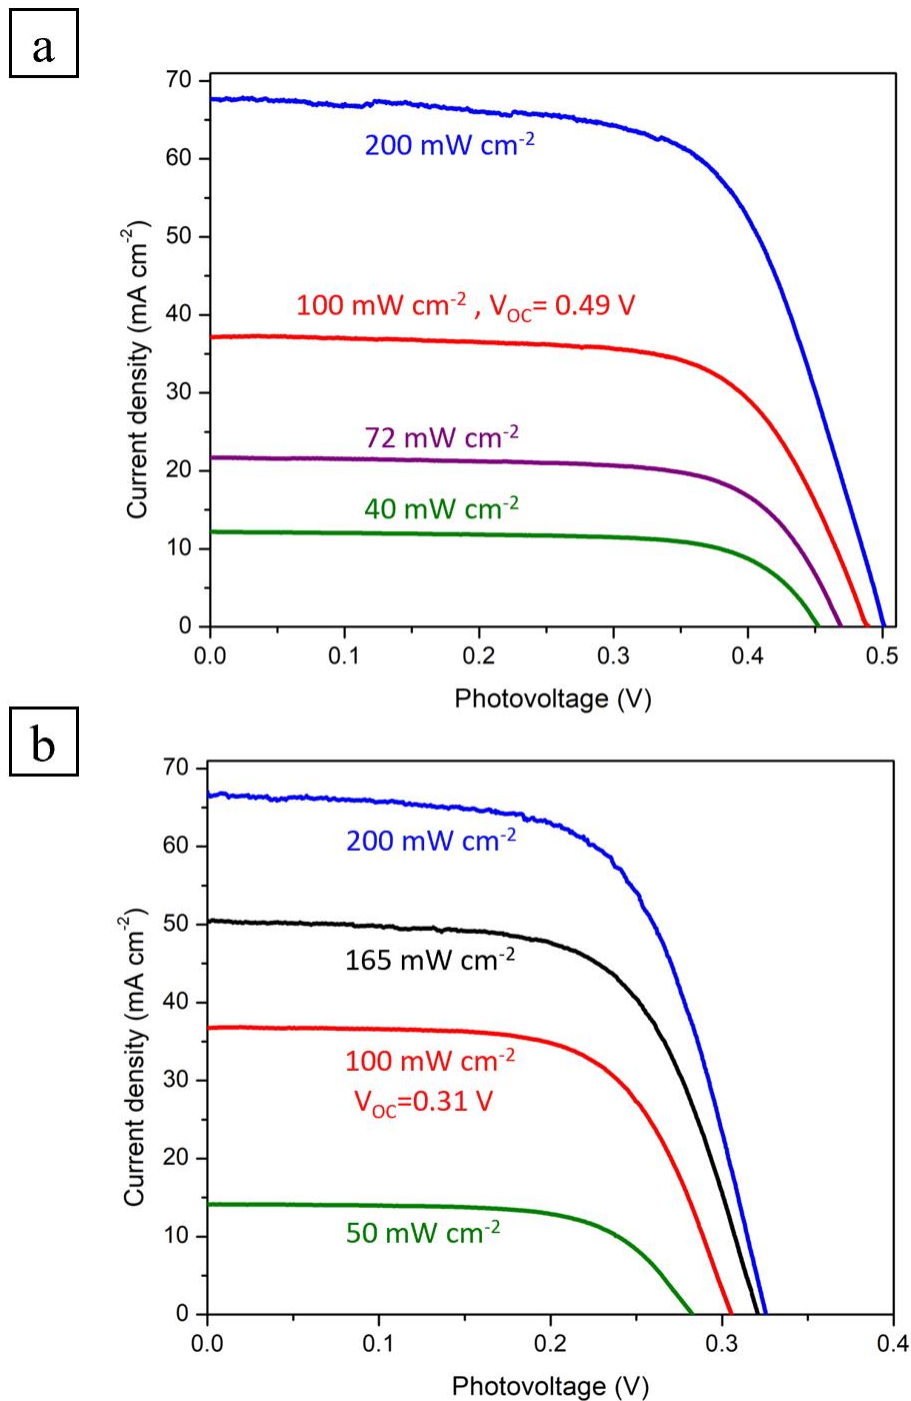 a
70
60
50
40
30
20
10
0
Current density (mA cm-2)
200 mW cm-2
100 mW cm-2 , VOC= 0.49 V
72 mW cm-2
40 mW cm-2
0.0 0.1 0.2 0.3 0.4 0.5
Photovoltage (V)
b
70
60
50
40
30
20
10
0
Current density (mA cm-2)
200 mW cm-2
165 mW cm-2
100 mW cm-2
VOC=0.31 V
50 mW cm-2
0.0 0.1 0.2 0.3 0.4
Photovoltage (V)